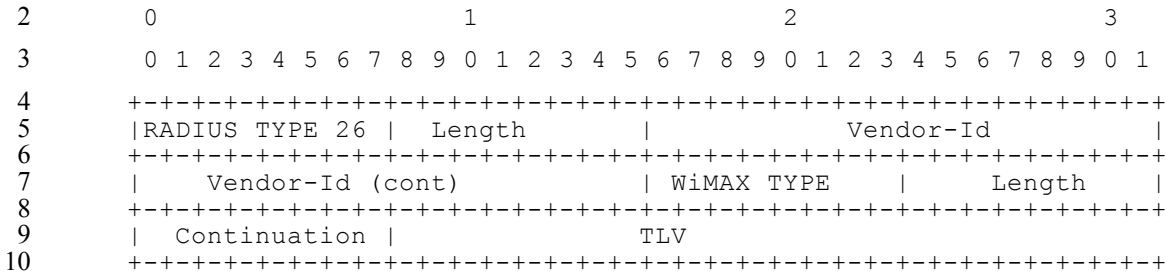 2 0 1 2 3
3 0 1 2 3 4 5 6 7 8 9 0 1 2 3 4 5 6 7 8 9 0 1 2 3 4 5 6 7 8 9 0 1
4 +-+-+-+-+-+-+-+-+-+-+-+-+-+-+-+-+-+-+-+-+-+-+-+-+-+-+-+-+-+-+-+-+
5 |RADIUS TYPE 26 | Length | Vendor-Id |
6 +-+-+-+-+-+-+-+-+-+-+-+-+-+-+-+-+-+-+-+-+-+-+-+-+-+-+-+-+-+-+-+-+
7 | Vendor-Id (cont) | WiMAX TYPE | Length |
8 +-+-+-+-+-+-+-+-+-+-+-+-+-+-+-+-+-+-+-+-+-+-+-+-+-+-+-+-+-+-+-+-+
9 | Continuation | TLV
10 +-+-+-+-+-+-+-+-+-+-+-+-+-+-+-+-+-+-+-+-+-+-+-+-+-+-+-+-+-+-+-+-+